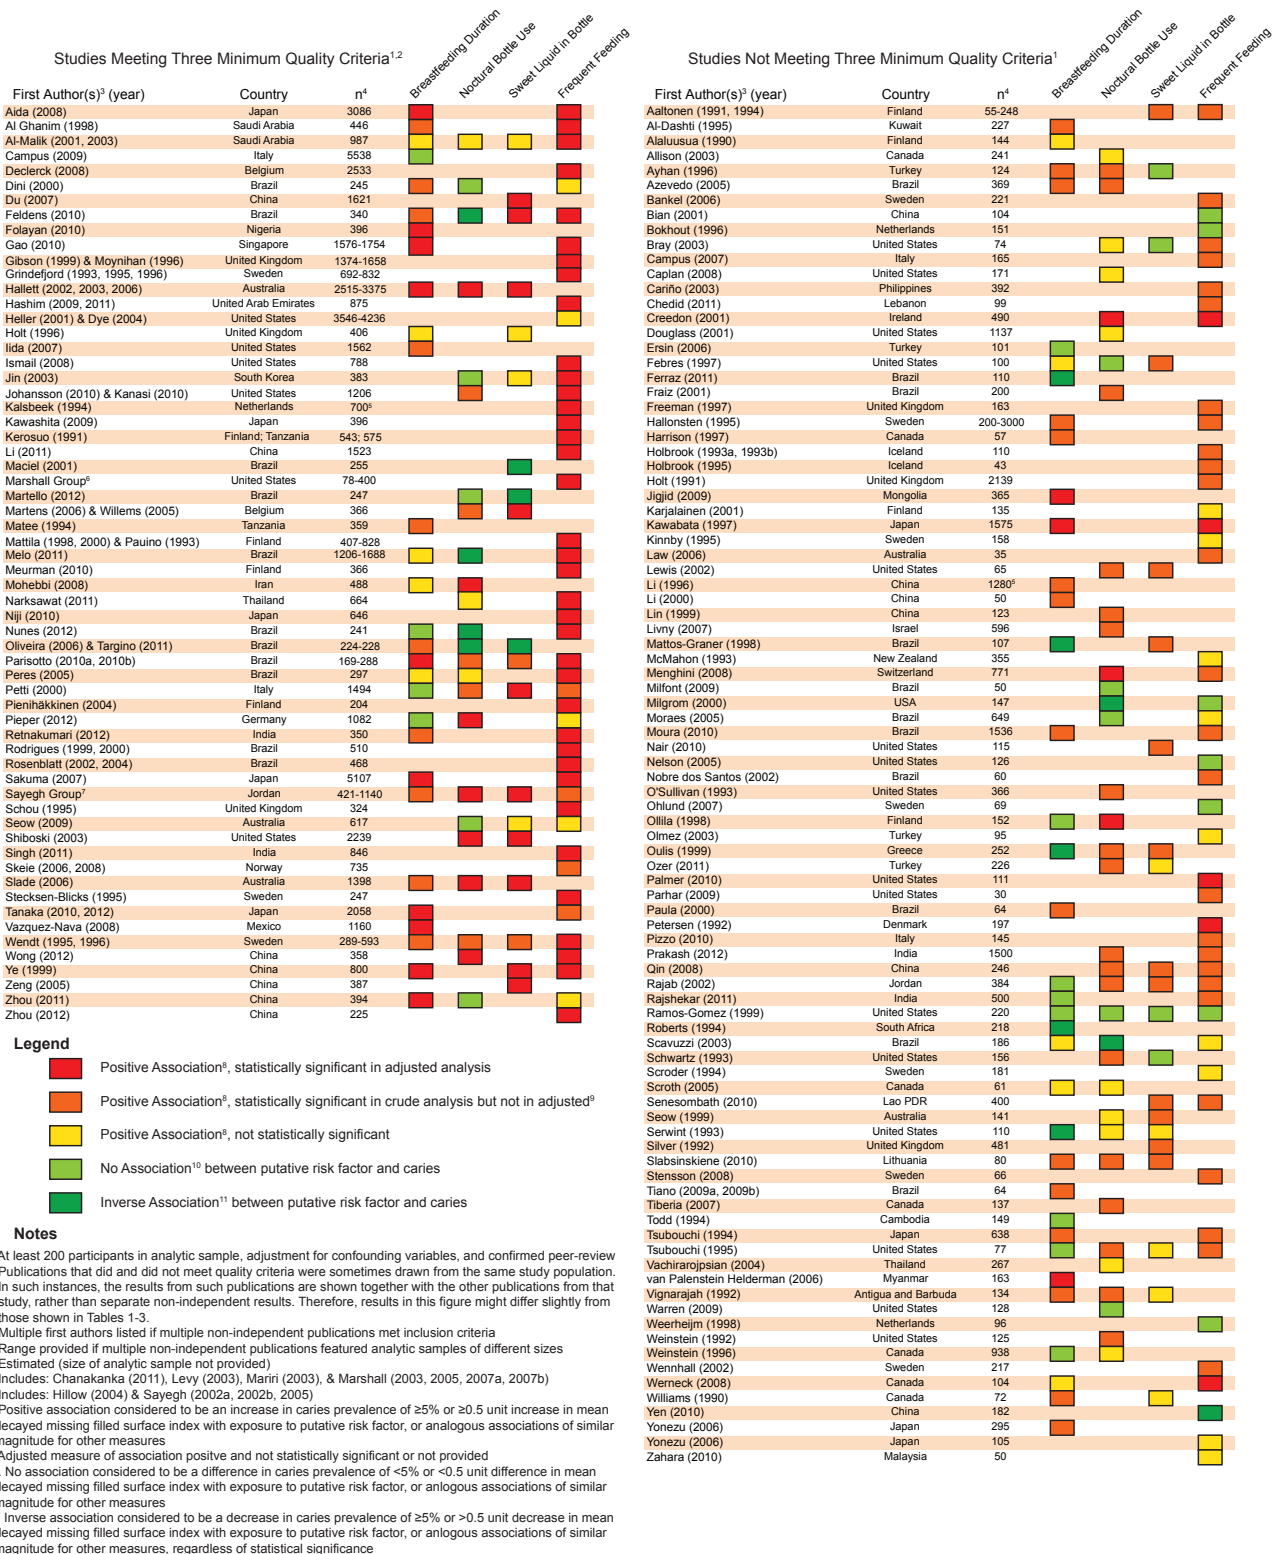 Studies Meeting Three Minimum Quality Criteria1,2
Breastfeeding Duration
Noctural Bottle Use
Sweet Liquid in Bottle
Frequent Feeding
First Author(s)3 (year) Country n4
Aida (2008) Japan 3086
Al Ghanim (1998) Saudi Arabia 446
Al-Malik (2001, 2003) Saudi Arabia 987
Campus (2009) Italy 5538
Declerck (2008) Belgium 2533
Dini (2000) Brazil 245
Du (2007) China 1621
Feldens (2010) Brazil 340
Folayan (2010) Nigeria 396
Gao (2010) Singapore 1576-1754
Gibson (1999) & Moynihan (1996) United Kingdom 1374-1658
Grindefjord (1993, 1995, 1996) Sweden 692-832
Hallett (2002, 2003, 2006) Australia 2515-3375
Hashim (2009, 2011) United Arab Emirates 875
Heller (2001) & Dye (2004) United States 3546-4236
Holt (1996) United Kingdom 406
Iida (2007) United States 1562
Ismail (2008) United States 788
Jin (2003) South Korea 383
Johansson (2010) & Kanasi (2010) United States 1206
Kalsbeek (1994) Netherlands 7005
Kawashita (2009) Japan 396
Kerosuo (1991) Finland; Tanzania 543; 575
Li (2011) China 1523
Maciel (2001) Brazil 255
Marshall Group6 United States 78-400
Martello (2012) Brazil 247
Martens (2006) & Willems (2005) Belgium 366
Matee (1994) Tanzania 359
Mattila (1998, 2000) & Pauino (1993) Finland 407-828
Melo (2011) Brazil 1206-1688
Meurman (2010) Finland 366
Mohebbi (2008) Iran 488
Narksawat (2011) Thailand 664
Niji (2010) Japan 646
Nunes (2012) Brazil 241
Oliveira (2006) & Targino (2011) Brazil 224-228
Parisotto (2010a, 2010b) Brazil 169-288
Peres (2005) Brazil 297
Petti (2000) Italy 1494
Pienihäkkinen (2004) Finland 204
Pieper (2012) Germany 1082
Retnakumari (2012) India 350
Rodrigues (1999, 2000) Brazil 510
Rosenblatt (2002, 2004) Brazil 468
Sakuma (2007) Japan 5107
Sayegh Group7 Jordan 421-1140
Schou (1995) United Kingdom 324
Seow (2009) Australia 617
Shiboski (2003) United States 2239
Singh (2011) India 846
Skeie (2006, 2008) Norway 735
Slade (2006) Australia 1398
Stecksen-Blicks (1995) Sweden 247
Tanaka (2010, 2012) Japan 2058
Vazquez-Nava (2008) Mexico 1160
Wendt (1995, 1996) Sweden 289-593
Wong (2012) China 358
Ye (1999) China 800
Zeng (2005) China 387
Zhou (2011) China 394
Zhou (2012) China 225
Legend
Positive Association8, statistically significant in adjusted analysis
Positive Association8, statistically significant in crude analysis but not in adjusted9
Positive Association8, not statistically significant
No Association10 between putative risk factor and caries
Inverse Association11 between putative risk factor and caries
Notes
At least 200 participants in analytic sample, adjustment for confounding variables, and confirmed peer-review
Publications that did and did not meet quality criteria were sometimes drawn from the same study population.
In such instances, the results from such publications are shown together with the other publications from that
study, rather than separate non-independent results. Therefore, results in this figure might differ slightly from
those shown in Tables 1-3.
Multiple first authors listed if multiple non-independent publications met inclusion criteria
Range provided if multiple non-independent publications featured analytic samples of different sizes
Estimated (size of analytic sample not provided)
Includes: Chanakanka (2011), Levy (2003), Mariri (2003), & Marshall (2003, 2005, 2007a, 2007b)
Includes: Hillow (2004) & Sayegh (2002a, 2002b, 2005)
Positive association considered to be an increase in caries prevalence of ≥5% or ≥0.5 unit increase in mean
decayed missing filled surface index with exposure to putative risk factor, or analogous associations of similar
magnitude for other measures
Adjusted measure of association positve and not statistically significant or not provided
. No association considered to be a difference in caries prevalence of <5% or <0.5 unit difference in mean
decayed missing filled surface index with exposure to putative risk factor, or anlogous associations of similar
magnitude for other measures
Inverse association considered to be a decrease in caries prevalence of ≥5% or >0.5 unit decrease in mean
decayed missing filled surface index with exposure to putative risk factor, or anlogous associations of similar
magnitude for other measures, regardless of statistical significance
Studies Not Meeting Three Minimum Quality Criteria1
Breastfeeding Duration
Noctural Bottle Use
Sweet Liquid in Bottle
Frequent Feeding
First Author(s)3 (year) Country n4
Aaltonen (1991, 1994) Finland 55-248
Al-Dashti (1995) Kuwait 227
Alaluusua (1990) Finland 144
Allison (2003) Canada 241
Ayhan (1996) Turkey 124
Azevedo (2005) Brazil 369
Bankel (2006) Sweden 221
Bian (2001) China 104
Bokhout (1996) Netherlands 151
Bray (2003) United States 74
Campus (2007) Italy 165
Caplan (2008) United States 171
Cariño (2003) Philippines 392
Chedid (2011) Lebanon 99
Creedon (2001) Ireland 490
Douglass (2001) United States 1137
Ersin (2006) Turkey 101
Febres (1997) United States 100
Ferraz (2011) Brazil 110
Fraiz (2001) Brazil 200
Freeman (1997) United Kingdom 163
Hallonsten (1995) Sweden 200-3000
Harrison (1997) Canada 57
Holbrook (1993a, 1993b) Iceland 110
Holbrook (1995) Iceland 43
Holt (1991) United Kingdom 2139
Jigjid (2009) Mongolia 365
Karjalainen (2001) Finland 135
Kawabata (1997) Japan 1575
Kinnby (1995) Sweden 158
Law (2006) Australia 35
Lewis (2002) United States 65
Li (1996) China 12805
Li (2000) China 50
Lin (1999) China 123
Livny (2007) Israel 596
Mattos-Graner (1998) Brazil 107
McMahon (1993) New Zealand 355
Menghini (2008) Switzerland 771
Milfont (2009) Brazil 50
Milgrom (2000) USA 147
Moraes (2005) Brazil 649
Moura (2010) Brazil 1536
Nair (2010) United States 115
Nelson (2005) United States 126
Nobre dos Santos (2002) Brazil 60
O'Sullivan (1993) United States 366
Ohlund (2007) Sweden 69
Ollila (1998) Finland 152
Olmez (2003) Turkey 95
Oulis (1999) Greece 252
Ozer (2011) Turkey 226
Palmer (2010) United States 111
Parhar (2009) United States 30
Paula (2000) Brazil 64
Petersen (1992) Denmark 197
Pizzo (2010) Italy 145
Prakash (2012) India 1500
Qin (2008) China 246
Rajab (2002) Jordan 384
Rajshekar (2011) India 500
Ramos-Gomez (1999) United States 220
Roberts (1994) South Africa 218
Scavuzzi (2003) Brazil 186
Schwartz (1993) United States 156
Scroder (1994) Sweden 181
Scroth (2005) Canada 61
Senesombath (2010) Lao PDR 400
Seow (1999) Australia 141
Serwint (1993) United States 110
Silver (1992) United Kingdom 481
Slabsinskiene (2010) Lithuania 80
Stensson (2008) Sweden 66
Tiano (2009a, 2009b) Brazil 64
Tiberia (2007) Canada 137
Todd (1994) Cambodia 149
Tsubouchi (1994) Japan 638
Tsubouchi (1995) United States 77
Vachirarojpsian (2004) Thailand 267
van Palenstein Helderman (2006) Myanmar 163
Vignarajah (1992) Antigua and Barbuda 134
Warren (2009) United States 128
Weerheijm (1998) Netherlands 96
Weinstein (1992) United States 125
Weinstein (1996) Canada 938
Wennhall (2002) Sweden 217
Werneck (2008) Canada 104
Williams (1990) Canada 72
Yen (2010) China 182
Yonezu (2006) Japan 295
Yonezu (2006) Japan 105
Zahara (2010) Malaysia 50